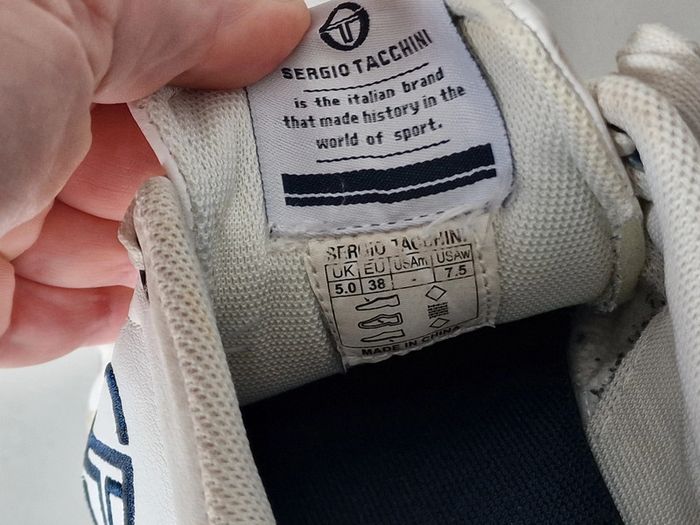 SERGIO TACCHINI
is the italian brand
that made history in the
world of sport.
SERGIO TACCHINI
UK EU USAm USAw
5.0 38 - 7.5
MADE IN CHINA